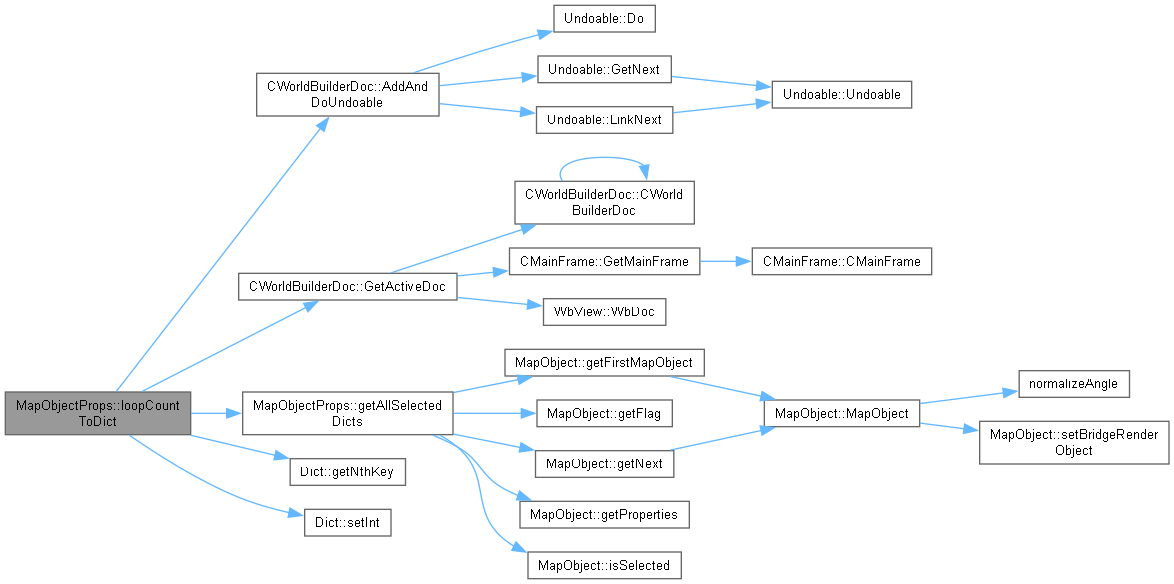 Undoable::Do
Undoable::GetNext
CWorldBuilderDoc::AddAnd
DoUndoable
Undoable::Undoable
Undoable::LinkNext
CWorldBuilderDoc::CWorld
BuilderDoc
CMainFrame::GetMainFrame
CMainFrame::CMainFrame
CWorldBuilderDoc::GetActiveDoc
WbView::WbDoc
MapObject::getFirstMapObject
normalizeAngle
MapObjectProps::loopCount
ToDict
MapObjectProps::getAllSelected
Dicts
MapObject::getFlag
MapObject::MapObject
MapObject::setBridgeRender
Object
MapObject::getNext
Dict::getNthKey
MapObject::getProperties
Dict::setInt
MapObject::isSelected